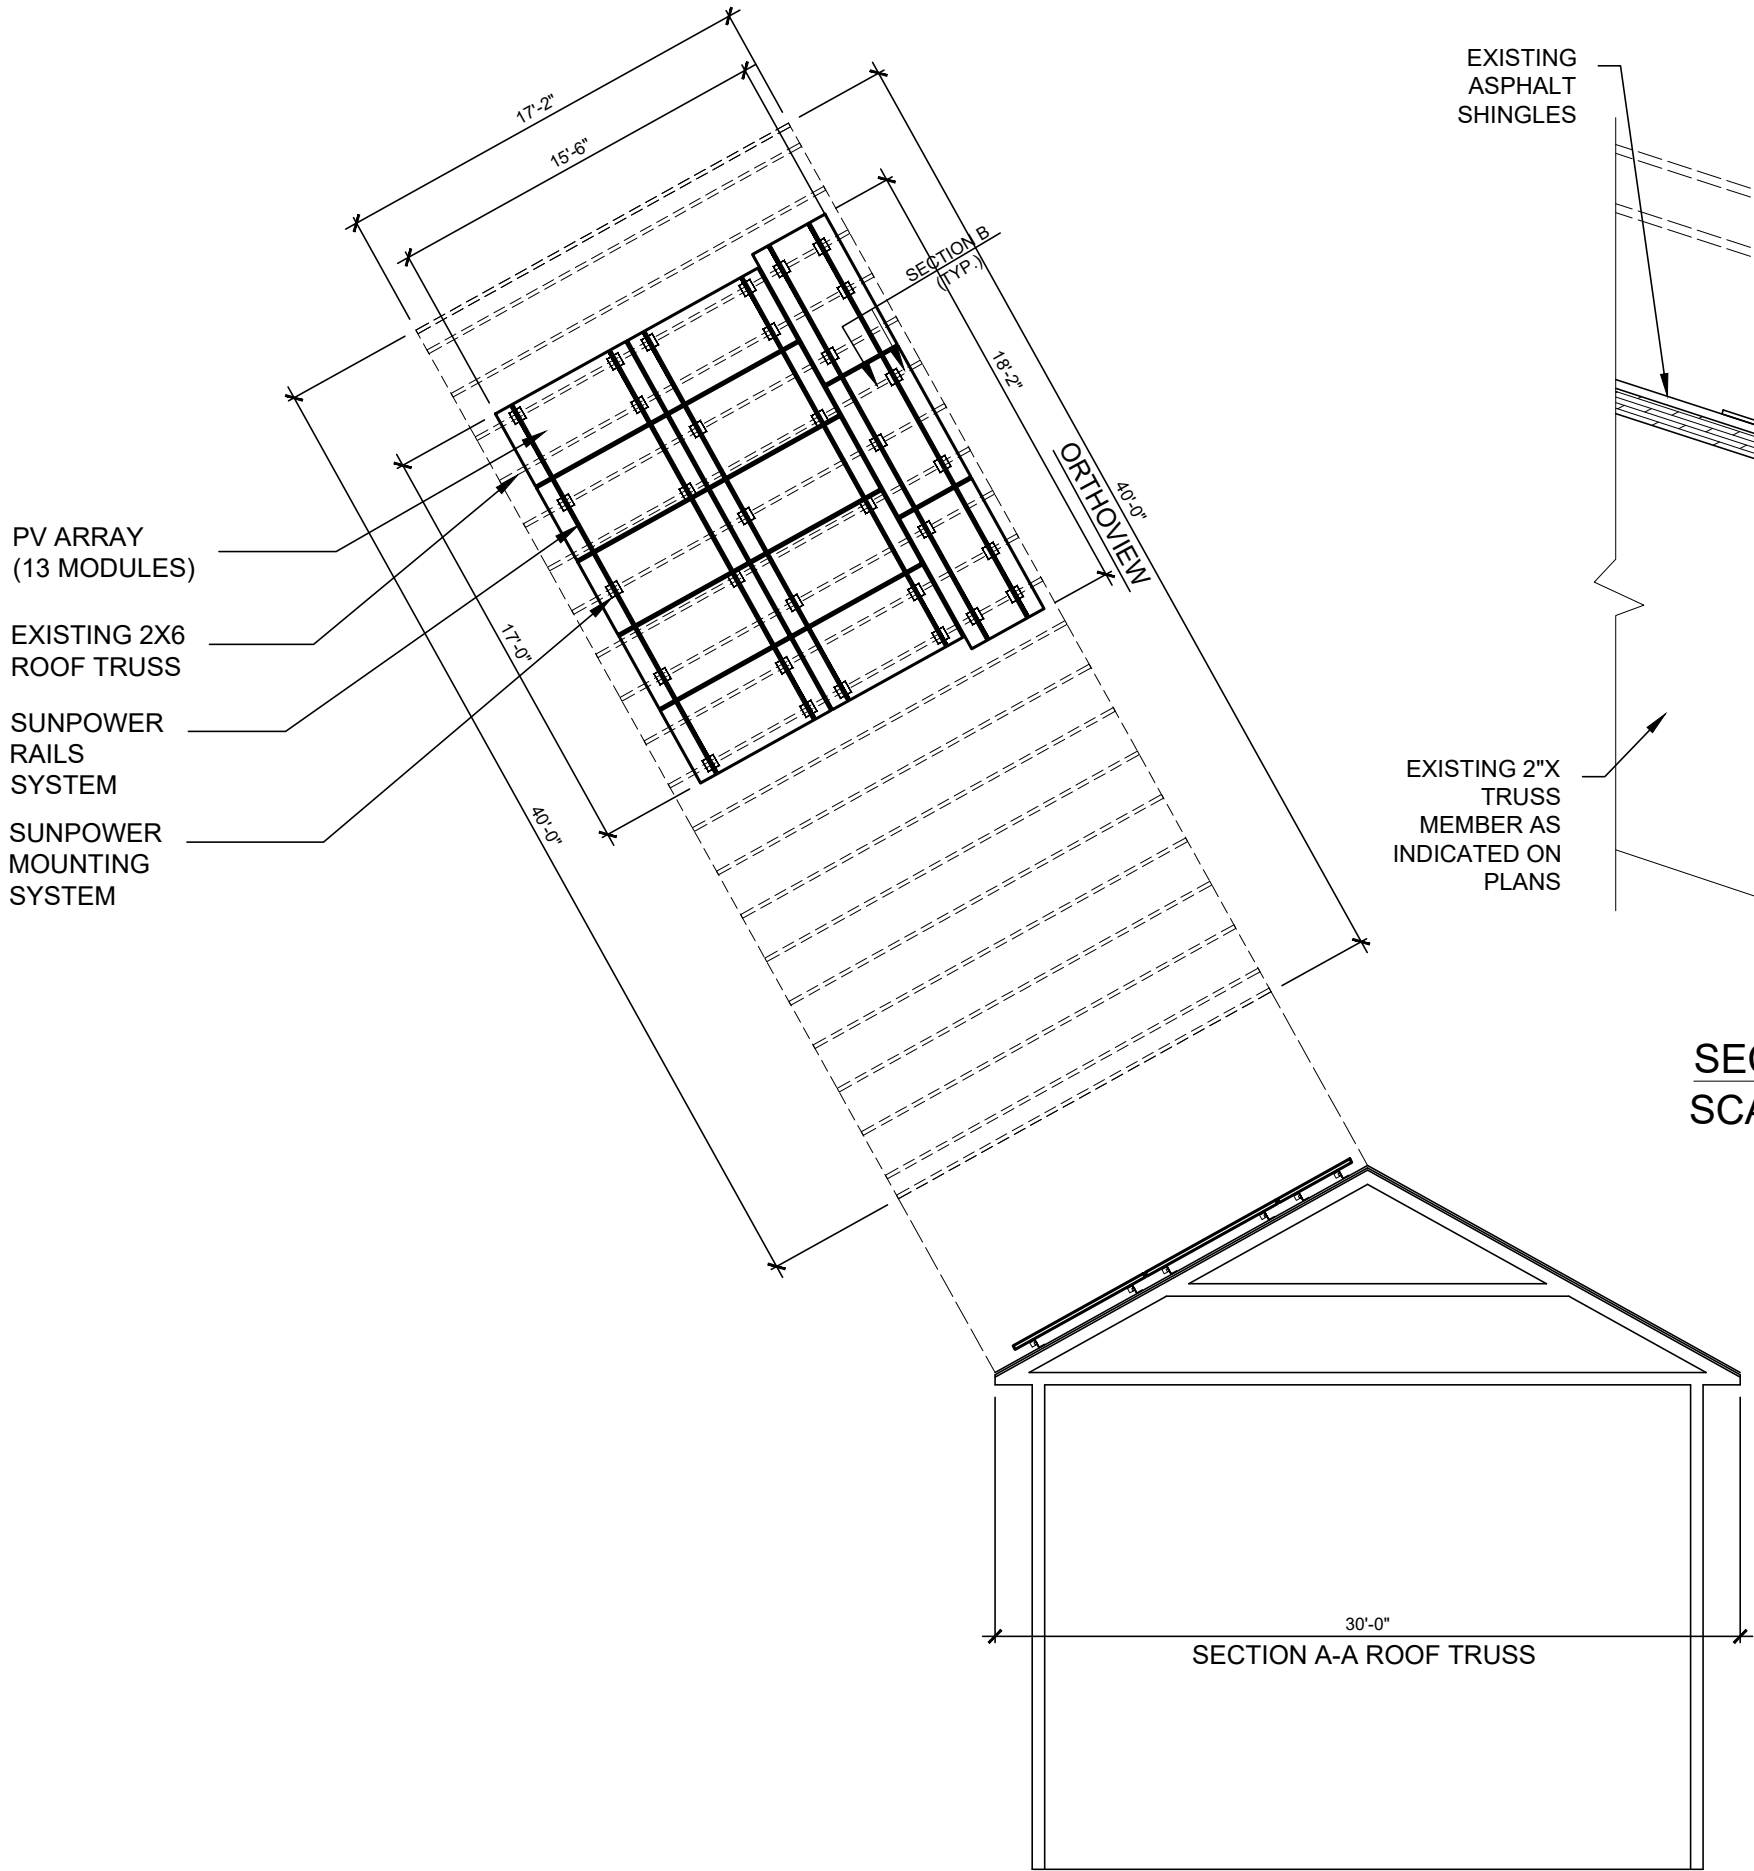 17'-2"
15'-6"
SECTION B
(TYP.)
18'-2"
40'-0"
ORTHOVIEW
PV ARRAY
(13 MODULES)
EXISTING 2X6
ROOF TRUSS
SUNPOWER
RAILS
SYSTEM
SUNPOWER
MOUNTING
SYSTEM
17'-0"
40'-0"
EXISTING
ASPHALT
SHINGLES
EXISTING 2"X
TRUSS
MEMBER AS
INDICATED ON
PLANS
30'-0"
SECTION A-A ROOF TRUSS